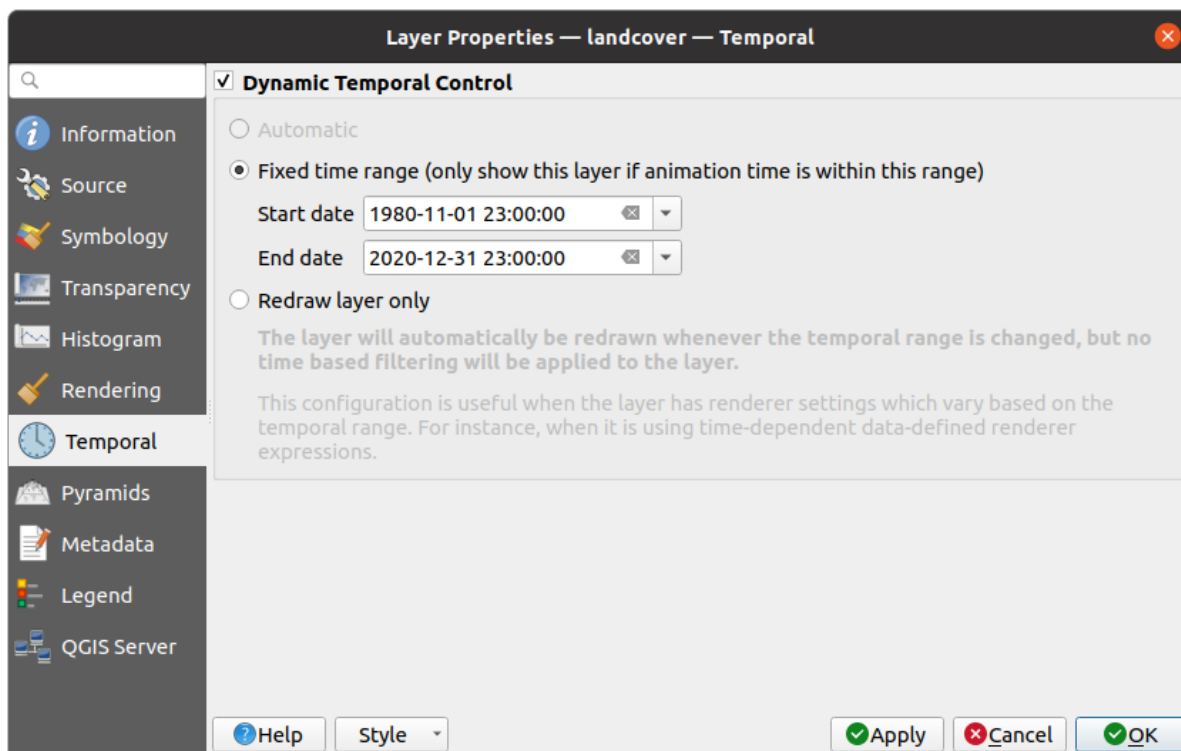 Layer Properties — landcover — Temporal
Information
Source
Symbology
Transparency
Histogram
Rendering
Temporal
Pyramids
Metadata
Legend
QGIS Server
Dynamic Temporal Control
Automatic
Fixed time range (only show this layer if animation time is within this range)
Start date 1980-11-01 23:00:00
End date 2020-12-31 23:00:00
Redraw layer only
The layer will automatically be redrawn whenever the temporal range is changed, but no
time based filtering will be applied to the layer.
This configuration is useful when the layer has renderer settings which vary based on the
temporal range. For instance, when it is using time-dependent data-defined renderer
expressions.
Help Style Apply Cancel OK